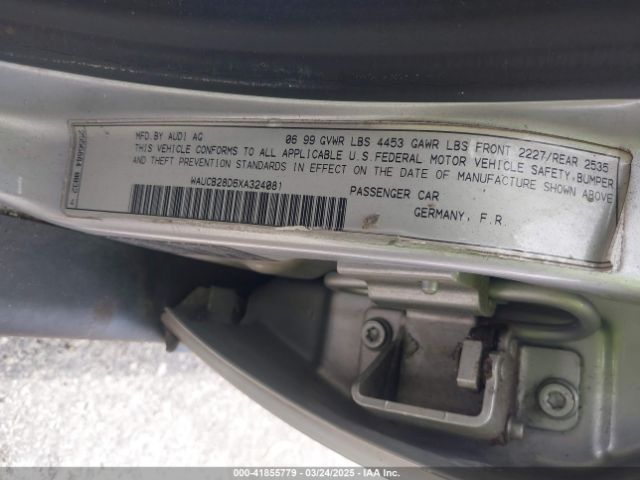 MFD.BY AUDI AG 06 99 GVWR LBS 4453 GAWR LBS FRONT 2227/REAR 2535
THIS VEHICLE CONFORMS TO ALL APPLICABLE U.S.FEDERAL MOTOR VEHICLE SAFETY,BUMPER
AND THEFT PREVENTION STANDARDS IN EFFECT ON THE DATE OF MANUFACTURE SHOWN ABOVE
WAUCB28D6XA324081 PASSENGER CAR
GERMANY, F.R.
000-41855779 - 03/24/2025 - IAA Inc.